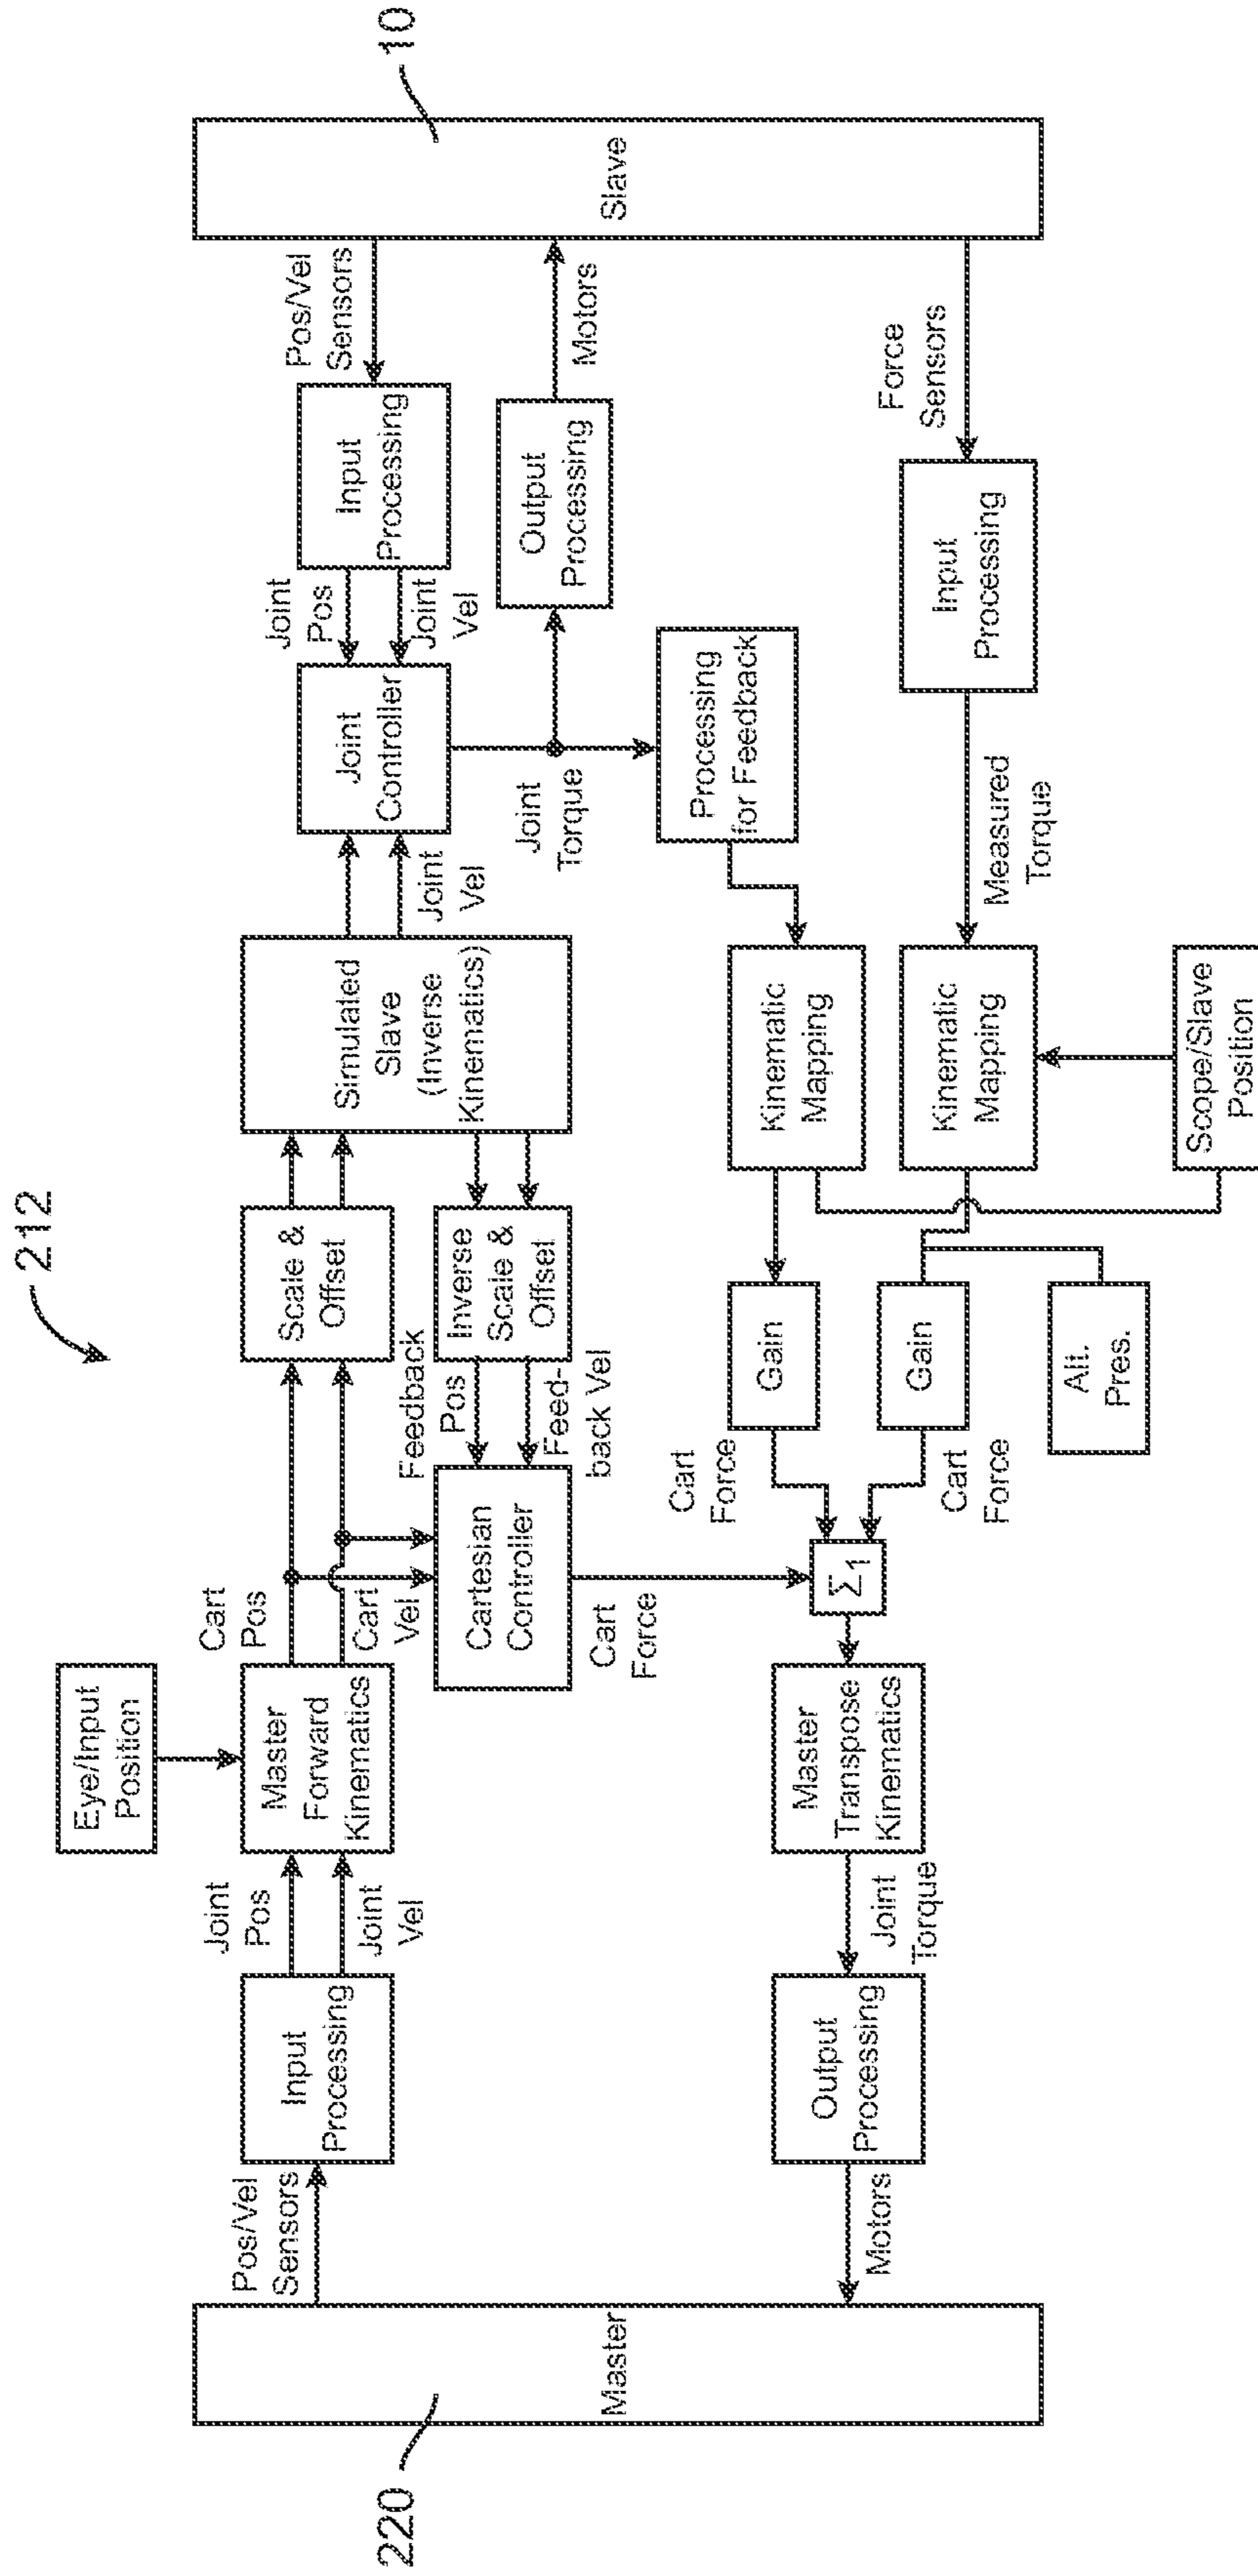 212
Eye/Input
Position
Pos/Vel
Sensors
Input
Processing
Joint
Pos
Joint
Vel
Master
Forward
Kinematics
Cart
Pos
Cart
Vel
Scale &
Offset
Simulated
Slave
(Inverse
Kinematics)
Joint
Vel
Joint
Controller
Joint
Pos
Joint
Vel
Input
Processing
Pos/Vel
Sensors
Cartesian
Controller
Feedback
Pos
Feed-
back Vel
Inverse
Scale &
Offset
Joint
Torque
Output
Processing
Motors
Processing
for Feedback
220
Master
Slave
10
Cart
Force
Cart
Force
Gain
Kinematic
Mapping
Motors
Output
Processing
Joint
Torque
Master
Transpose
Kinematics
Σ1
Cart
Force
Gain
Kinematic
Mapping
Measured
Torque
Input
Processing
Force
Sensors
Alt.
Pres.
Scope/Slave
Position